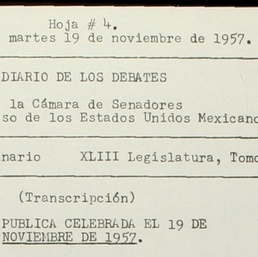 Hoja # 4.
martes 19 de noviembre de 1957.
DIARIO DE LOS DEBATES
la Cámara de Senadores
so de los Estados Unidos Mexicano
nario XLIII Legislatura, Tomo
(Transcripción)
PUBLICA CELEBRADA EL 19 DE
NOVIEMBRE DE 1957.